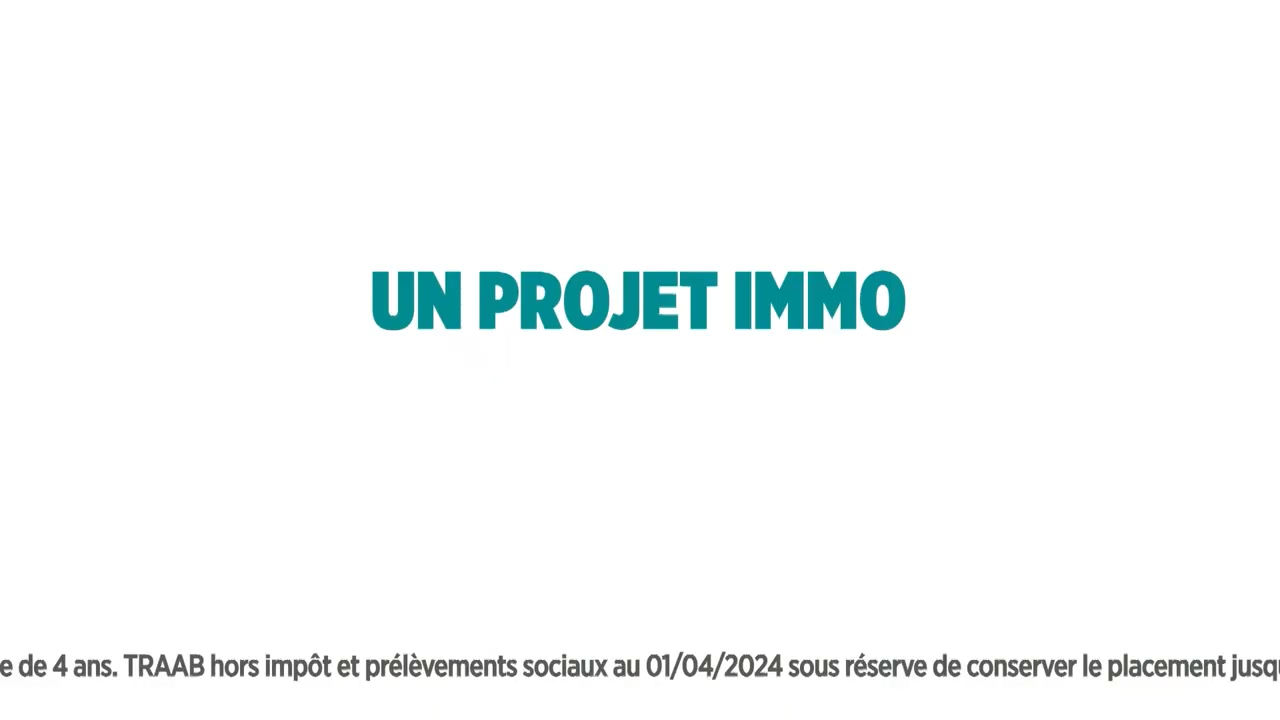 UN PROJET IMMO
de 4 ans. TRAAB hors impôt et prélèvements sociaux au 01/04/2024 sous réserve de conserver le placement